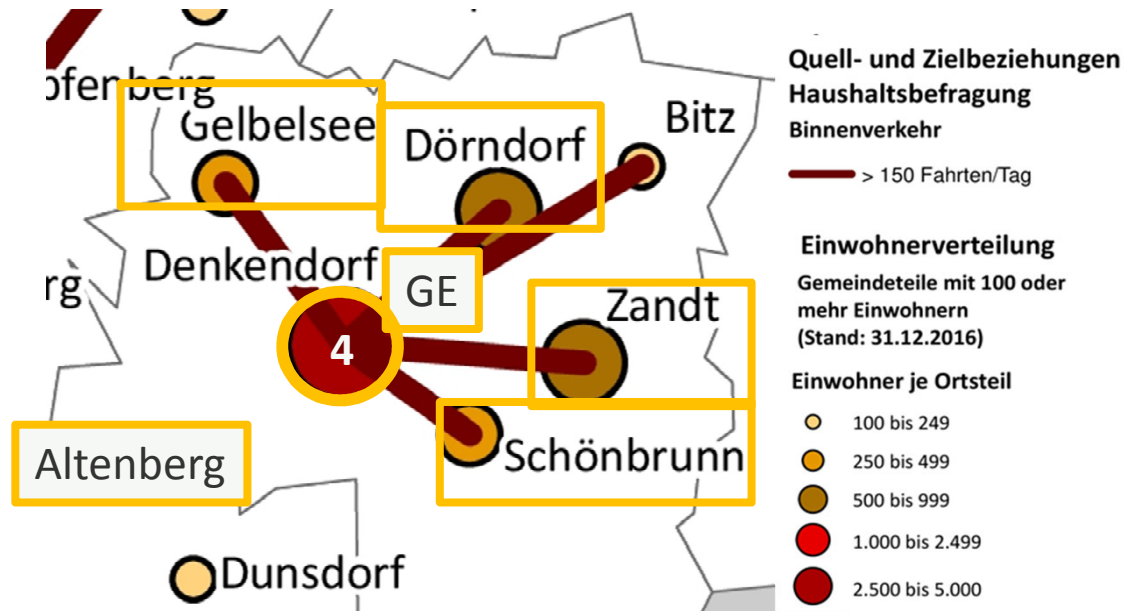 ofenberg
Gelbelsee
Dörndorf
Bitz
Denkendorf
GE
rg
Zandt
4
Altenberg
Schönbrunn
Dunsdorf
Quell- und Zielbeziehungen
Haushaltsbefragung
Binnenverkehr
> 150 Fahrten/Tag
Einwohnerverteilung
Gemeindeteile mit 100 oder
mehr Einwohnern
(Stand: 31.12.2016)
Einwohner je Ortsteil
100 bis 249
250 bis 499
500 bis 999
1.000 bis 2.499
2.500 bis 5.000